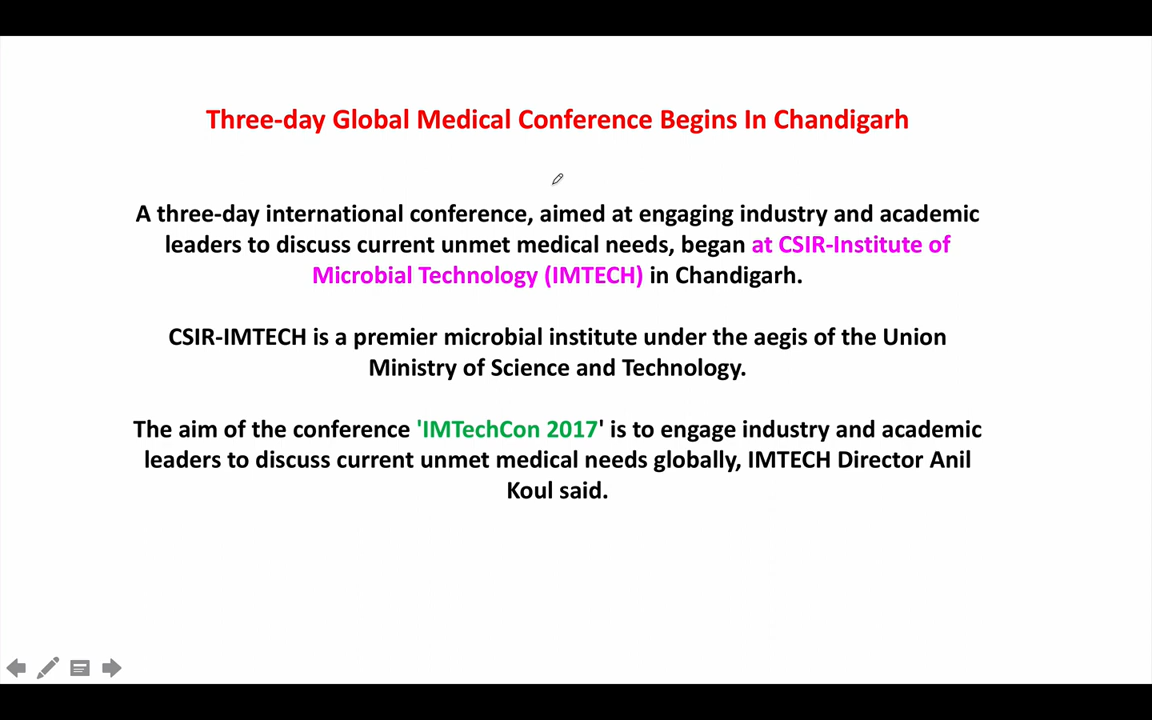 Three-day Global Medical Conference Begins In Chandigarh
A three-day international conference, aimed at engaging industry and academic
leaders to discuss current unmet medical needs, began at CSIR-Institute of
Microbial Technology (IMTECH) in Chandigarh.
CSIR-IMTECH is a premier microbial institute under the aegis of the Union
Ministry of Science and Technology.
The aim of the conference 'IMTechCon 2017' is to engage industry and academic
leaders to discuss current unmet medical needs globally, IMTECH Director Anil
Koul said.